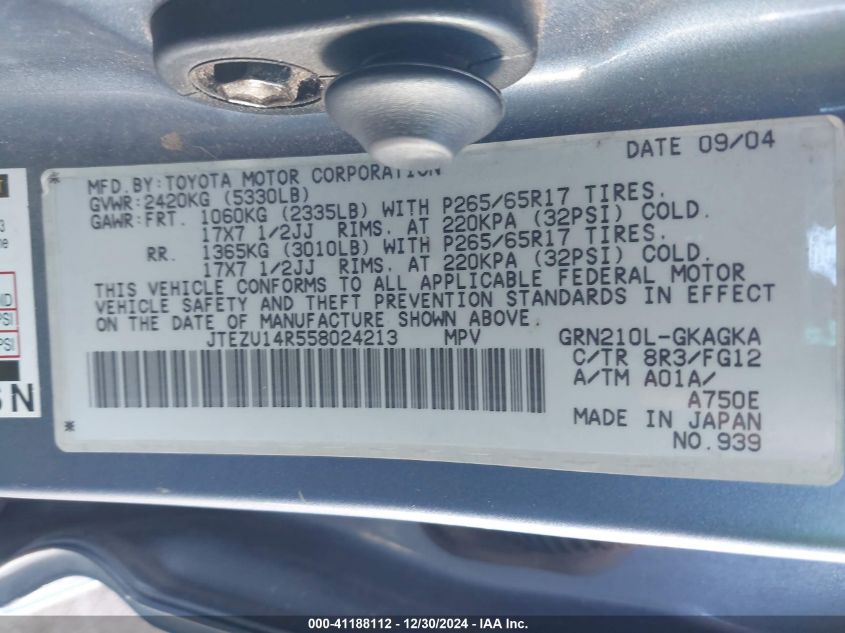 DATE 09/04
MFD.BY:TOYOTA MOTOR CORPORATION
GVWR:2420KG (5330LB)
GAWR:FRT. 1060KG (2335LB) WITH P265/65R17 TIRES.
17X7 1/2JJ RIMS. AT 220KPA (32PSI) COLD.
RR. 1365KG (3010LB) WITH P265/65R17 TIRES.
17X7 1/2JJ RIMS. AT 220KPA (32PSI) COLD.
THIS VEHICLE CONFORMS TO ALL APPLICABLE FEDERAL MOTOR
VEHICLE SAFETY AND THEFT PREVENTION STANDARDS IN EFFECT
ON THE DATE OF MANUFACTURE SHOWN ABOVE.
JTEZU14R558024213 MPV GRN210L-GKAGKA
C/TR 8R3/FG12
A/TM A01A/
A750E
MADE IN JAPAN
NO.939
* *
000-41188112 - 12/30/2024 - IAA Inc.